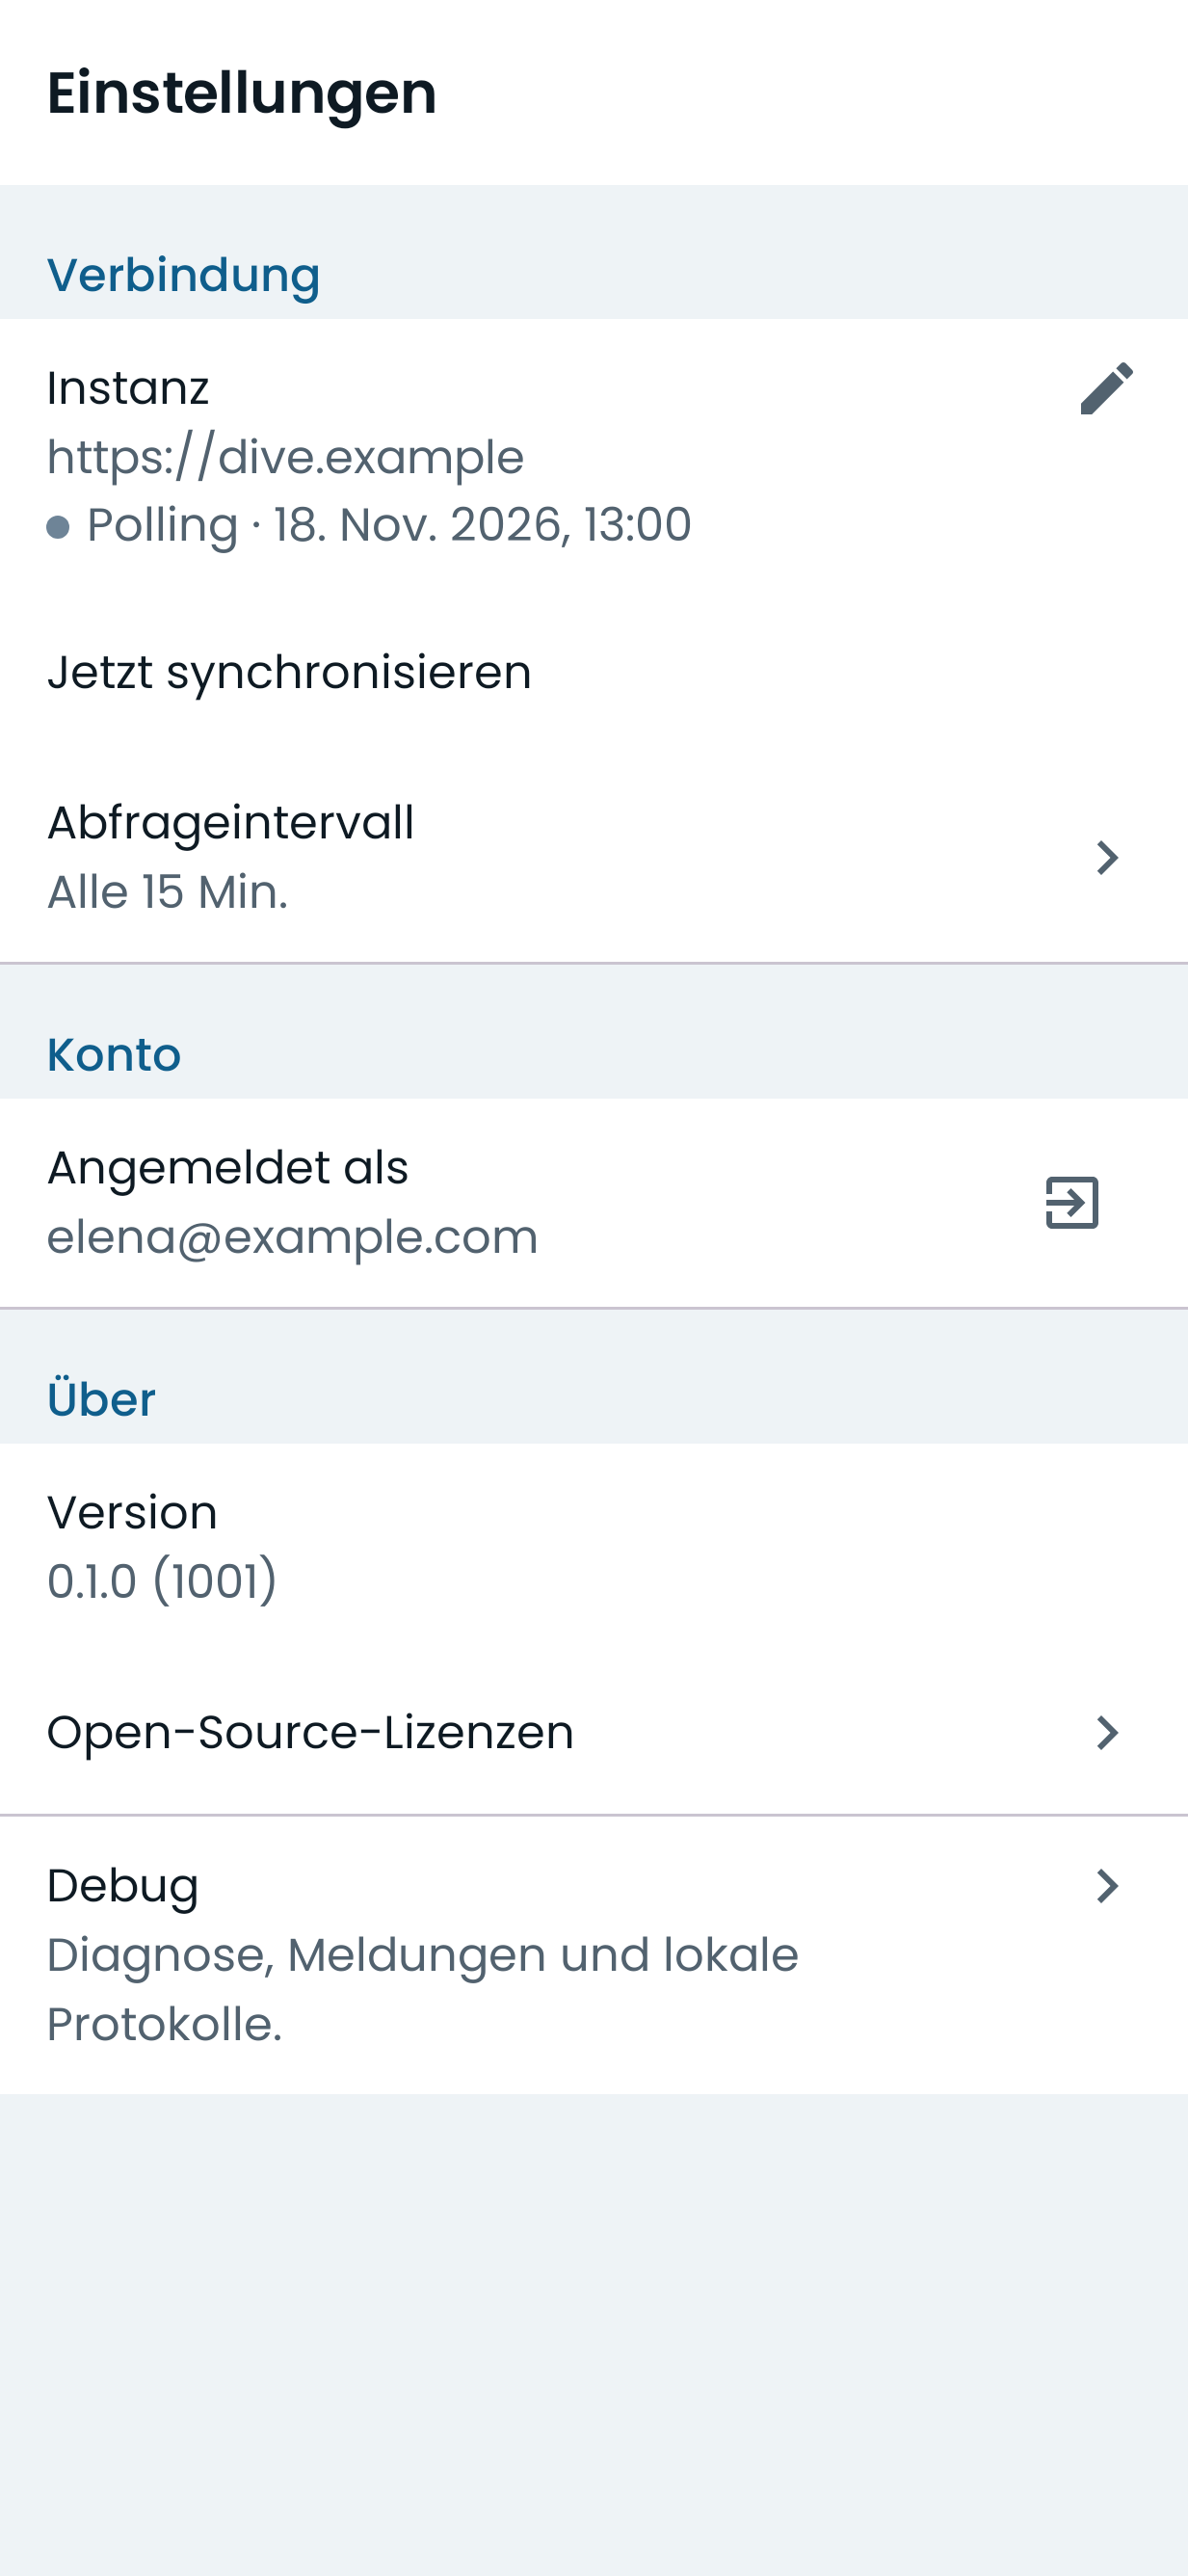 Einstellungen
Verbindung
Instanz
https://dive.example
Polling · 18. Nov. 2026, 13:00
Jetzt synchronisieren
Abfrageintervall
Alle 15 Min.
Konto
Angemeldet als
elena@example.com
Über
Version
0.1.0 (1001)
Open-Source-Lizenzen
Debug
Diagnose, Meldungen und lokale
Protokolle.